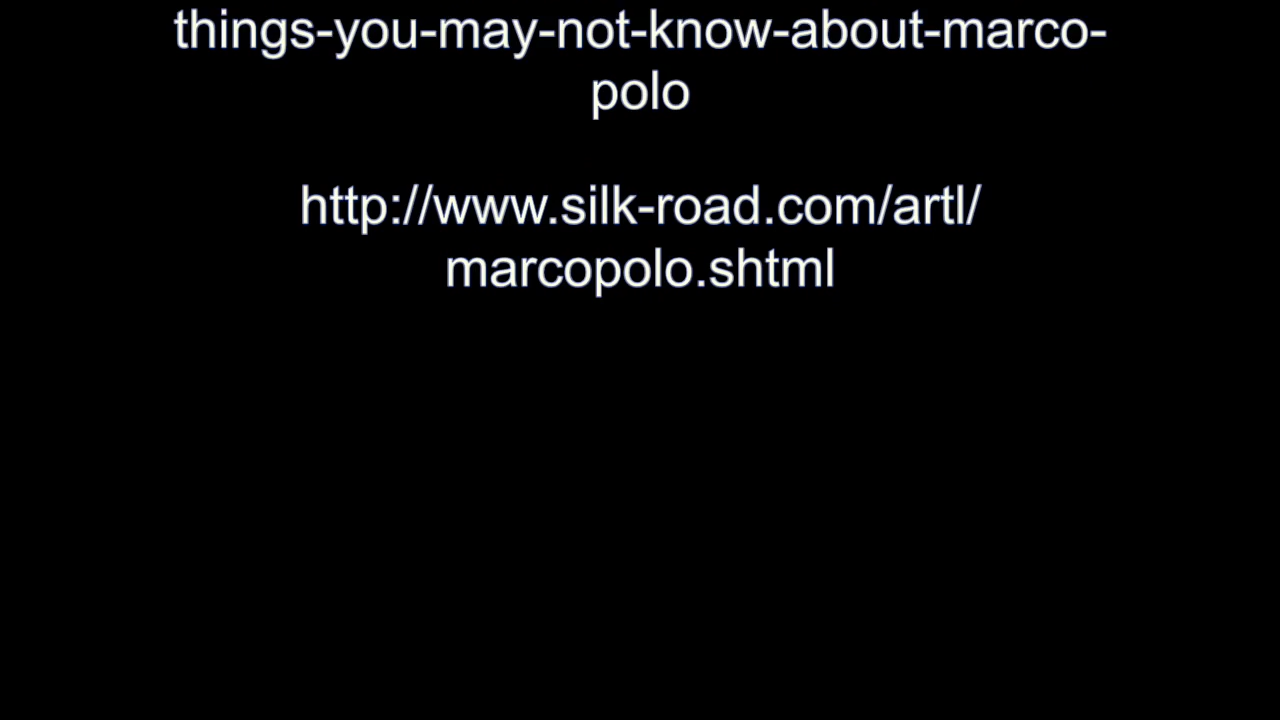 things-you-may-not-know-about-marco-
polo
http://www.silk-road.com/artl/
marcopolo.shtml